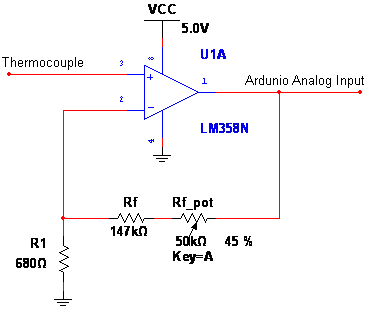 VCC
5.0V
8
U1A
Thermocouple
3
1
Ardunio Analog Input
2
LM358N
4
Rf
Rf_pot
147kΩ
50kΩ
45 %
Key=A
R1
680Ω